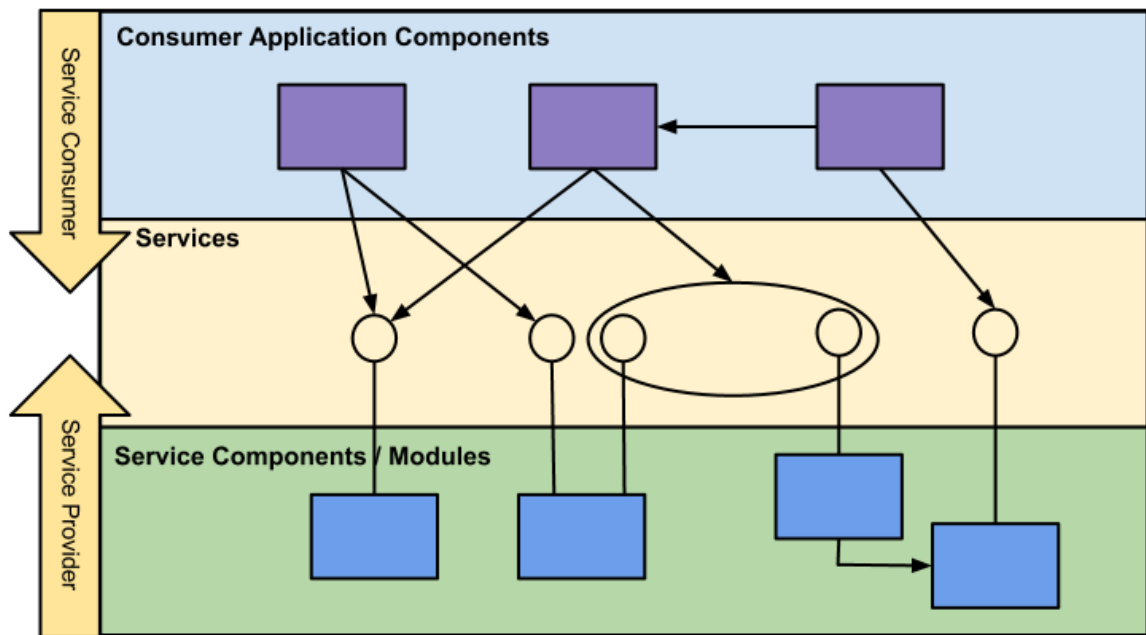 Consumer Application Components
Service Consumer
Services
Service Components / Modules
Service Provider